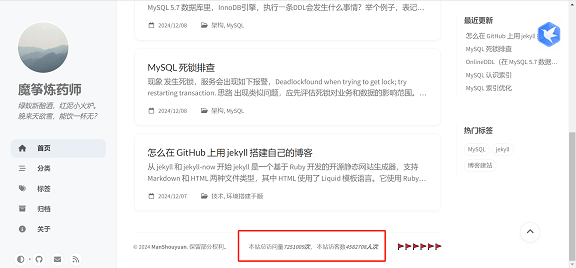 魔筝炼药师
绿蚁新醅酒，红泥小火炉。
晚来天欲雪，能饮一杯无？
首页
分类
标签
归档
关于
MySQL 5.7 数据库里，InnoDB引擎，执行一条DDL会发生什么事情？举个例子，表记…
2024/12/08 架构, MySQL
MySQL 死锁排查
现象 发生死锁，服务会出现如下报警，Deadlockfound when trying to get lock; try
restarting transaction. 思路 出现类似问题，应先评估死锁对业务和数据的影响范围。…
2024/12/08 架构, MySQL
怎么在 GitHub 上用 jekyll 搭建自己的博客
从 jekyll 和 jekyll-now 开始 jekyll 是一个基于 Ruby 开发的开源静态网站生成器，支持
Markdown 和 HTML 两种文件类型，其中 HTML 使用了 Liquid 模板语言。它使用 Ruby…
2024/12/07 技术, 环境搭建手顺
© 2024 ManShouyuan. 保留部分权利。
本站总访问量7251009次，本站访客数4582708人次
最近更新
怎么在 GitHub 上用 jekyll 搭
MySQL 死锁排查
OnlineDDL（在 MySQL 5.7 数据…
MySQL 认识索引
MySQL 索引优化
热门标签
MySQL jekyll
博客建站